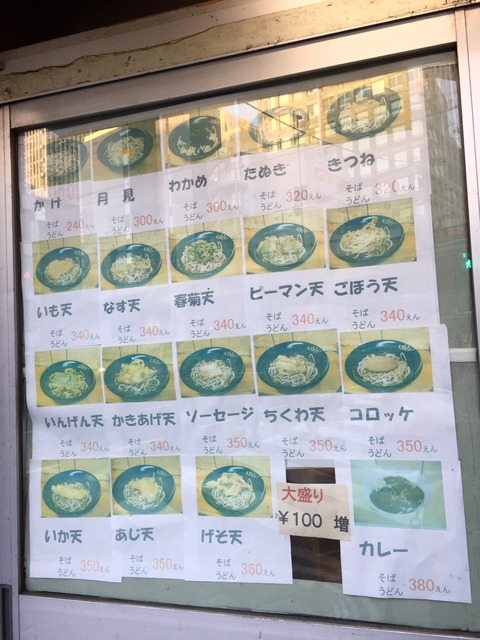 かけ
そば
うどん 240えん
月見
そば
うどん 300えん
わかめ
そば
うどん 300えん
たぬき
そば
うどん 320えん
きつね
そば
うどん 320えん
いも天
そば
うどん 340えん
なす天
そば
うどん 340えん
春菊天
そば
うどん 340えん
ピーマン天
そば
うどん 340えん
ごぼう天
そば
うどん 340えん
いんげん天
そば
うどん 340えん
かきあげ天
そば
うどん 340えん
ソーセージ
そば
うどん 350えん
ちくわ天
そば
うどん 350えん
コロッケ
そば
うどん 350えん
いか天
そば
うどん 350えん
あじ天
そば
うどん 350えん
げそ天
そば
うどん 360えん
大盛り
¥100 増
カレー
そば
うどん 380えん